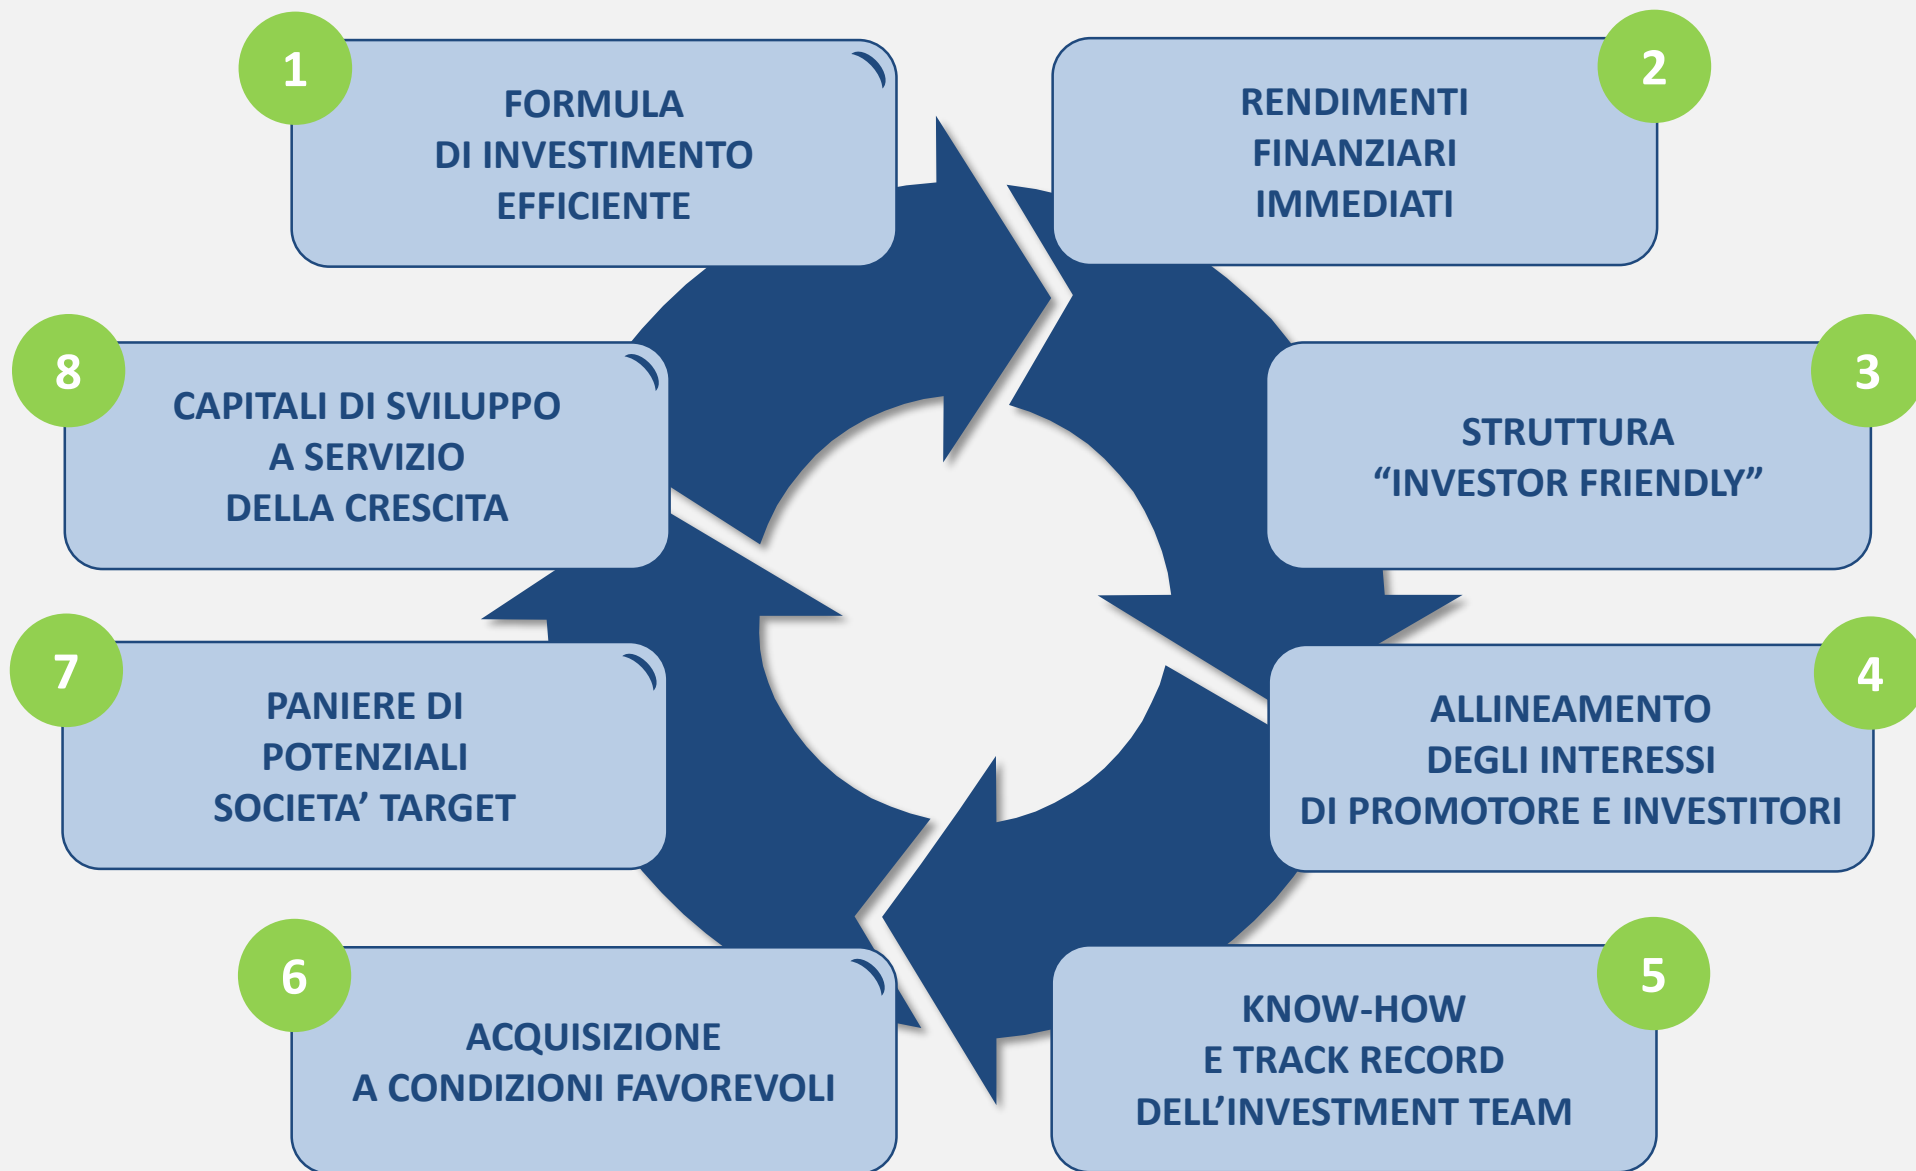 1
FORMULA
DI INVESTIMENTO
EFFICIENTE
2
RENDIMENTI
FINANZIARI
IMMEDIATI
3
STRUTTURA
“INVESTOR FRIENDLY”
4
ALLINEAMENTO
DEGLI INTERESSI
DI PROMOTORE E INVESTITORI
5
KNOW-HOW
E TRACK RECORD
DELL’INVESTMENT TEAM
6
ACQUISIZIONE
A CONDIZIONI FAVOREVOLI
7
PANIERE DI
POTENZIALI
SOCIETA’ TARGET
8
CAPITALI DI SVILUPPO
A SERVIZIO
DELLA CRESCITA